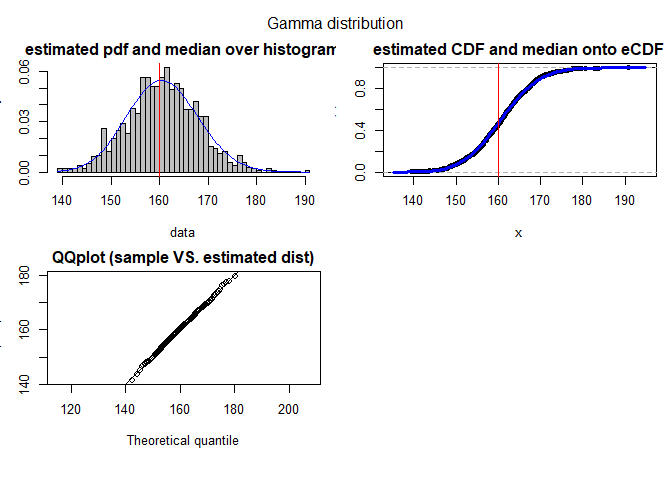 Gamma distribution
estimated pdf and median over histogram
0.06
0.03
0.00
140 150 160 170 180 190
data
estimated CDF and median onto eCDF
0.8
0.4
0.0
140 150 160 170 180 190
x
QQplot (sample VS. estimated dist)
180
160
140
120 140 160 180 200
Theoretical quantile